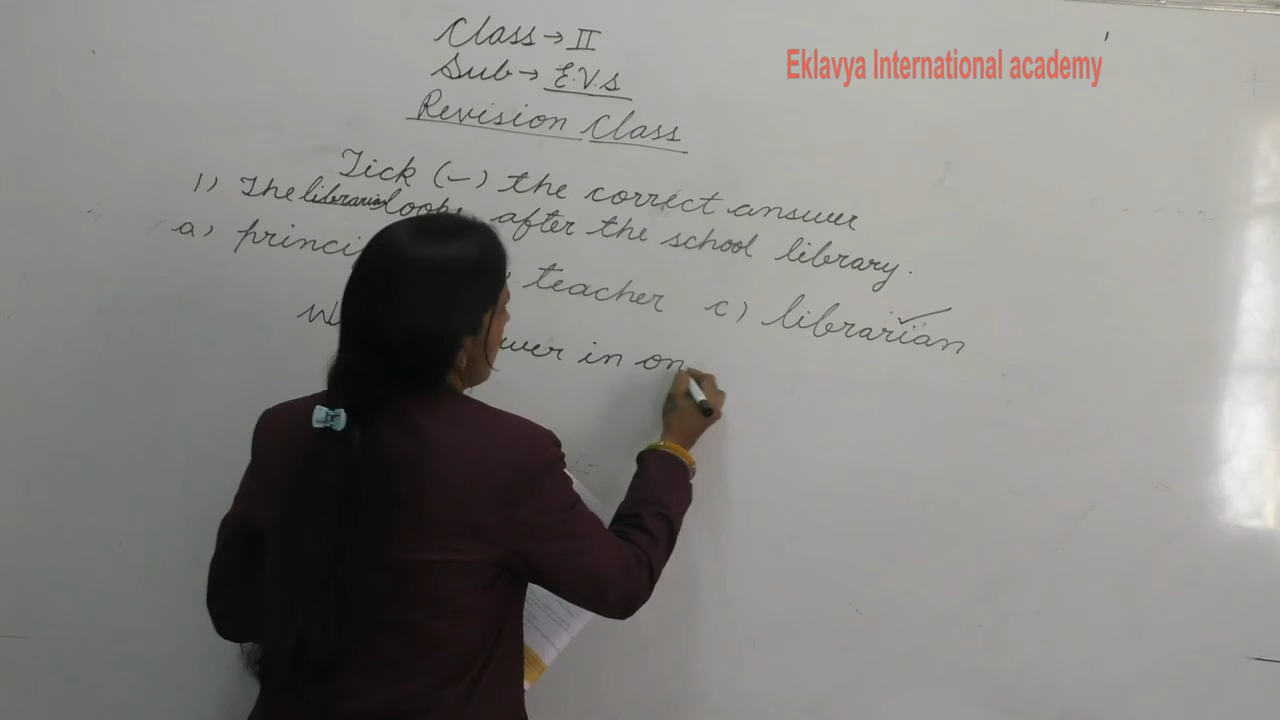 Class → II
Eklavya International academy
Sub → E.V.S
Revision Class
Tick (✓) the correct answer
1) The librarian looks after the school library.
a) princi teacher c) librarian ✓
wer in on